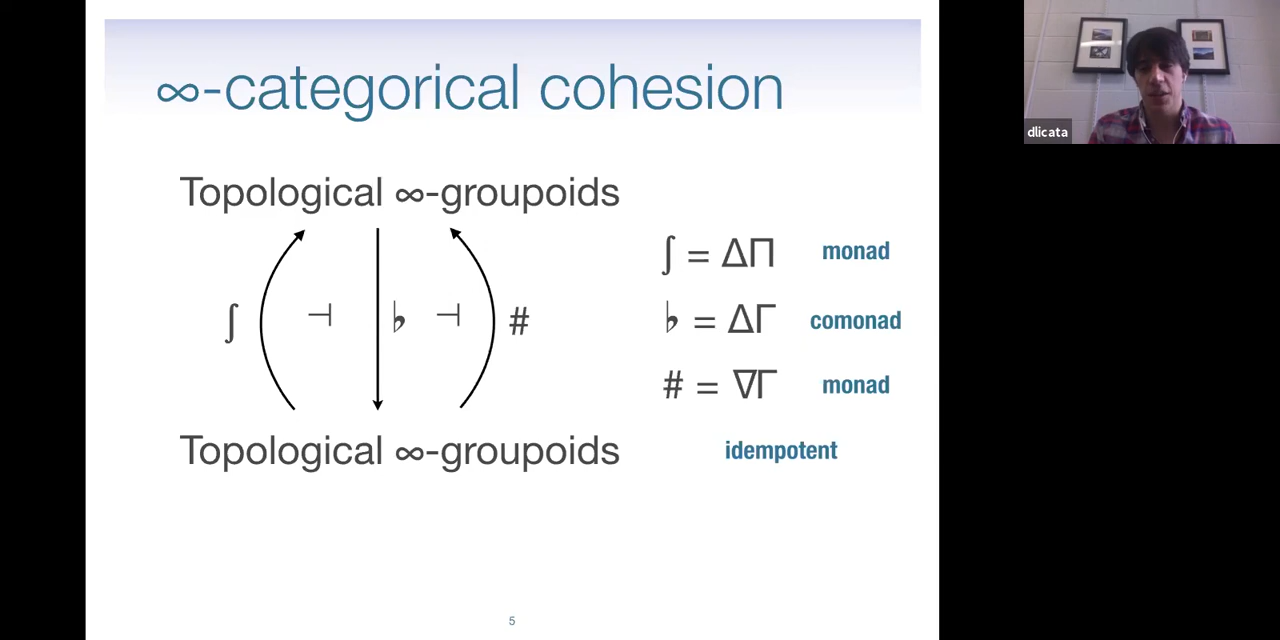 ∞-categorical cohesion
Topological ∞-groupoids
∫ ⊣ ♭ ⊣ #
Topological ∞-groupoids
∫ = ΔΠ monad
♭ = ΔΓ comonad
# = ∇Γ monad
idempotent
5
dlicata